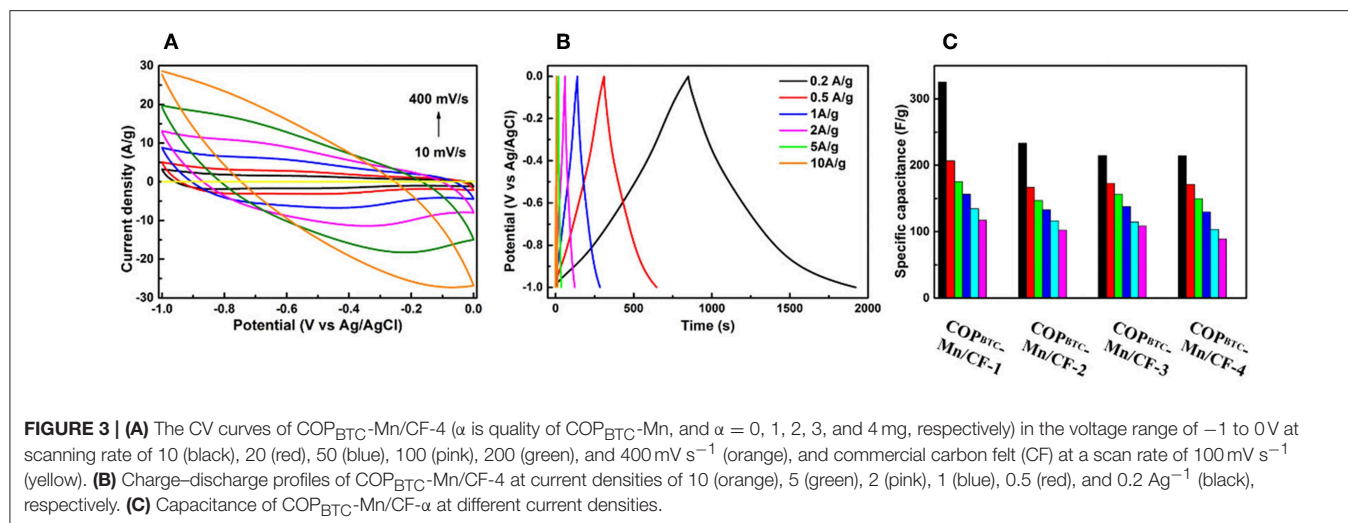 A
30
20
10
0
-10
-20
-30
400 mV/s
10 mV/s
Current density (A/g)
-1.0
-0.8
-0.6
-0.4
-0.2
0.0
Potential (V vs Ag/AgCl)
B
0.0
-0.2
-0.4
-0.6
-0.8
-1.0
Potential (V vs Ag/AgCl)
0.2 A/g
0.5 A/g
1A/g
2A/g
5A/g
10A/g
0
500
1000
1500
2000
Time (s)
C
300
200
100
0
Specific capacitance (F/g)
COPBTC-
Mn/CF-1
COPBTC-
Mn/CF-2
COPBTC-
Mn/CF-3
COPBTC-
Mn/CF-4
FIGURE 3 | (A) The CV curves of COPBTC-Mn/CF-4 (α is quality of COPBTC-Mn, and α = 0, 1, 2, 3, and 4 mg, respectively) in the voltage range of −1 to 0 V at
scanning rate of 10 (black), 20 (red), 50 (blue), 100 (pink), 200 (green), and 400 mV s−1 (orange), and commercial carbon felt (CF) at a scan rate of 100 mV s−1
(yellow). (B) Charge–discharge profiles of COPBTC-Mn/CF-4 at current densities of 10 (orange), 5 (green), 2 (pink), 1 (blue), 0.5 (red), and 0.2 Ag−1 (black),
respectively. (C) Capacitance of COPBTC-Mn/CF-α at different current densities.